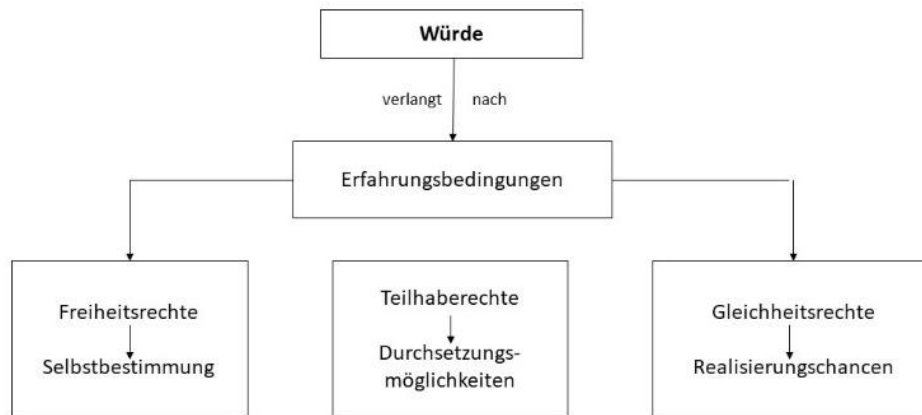 Würde
verlangt nach
Erfahrungsbedingungen
Freiheitsrechte
Selbstbestimmung
Teilhaberechte
Durchsetzungs-
möglichkeiten
Gleichheitsrechte
Realisierungschancen